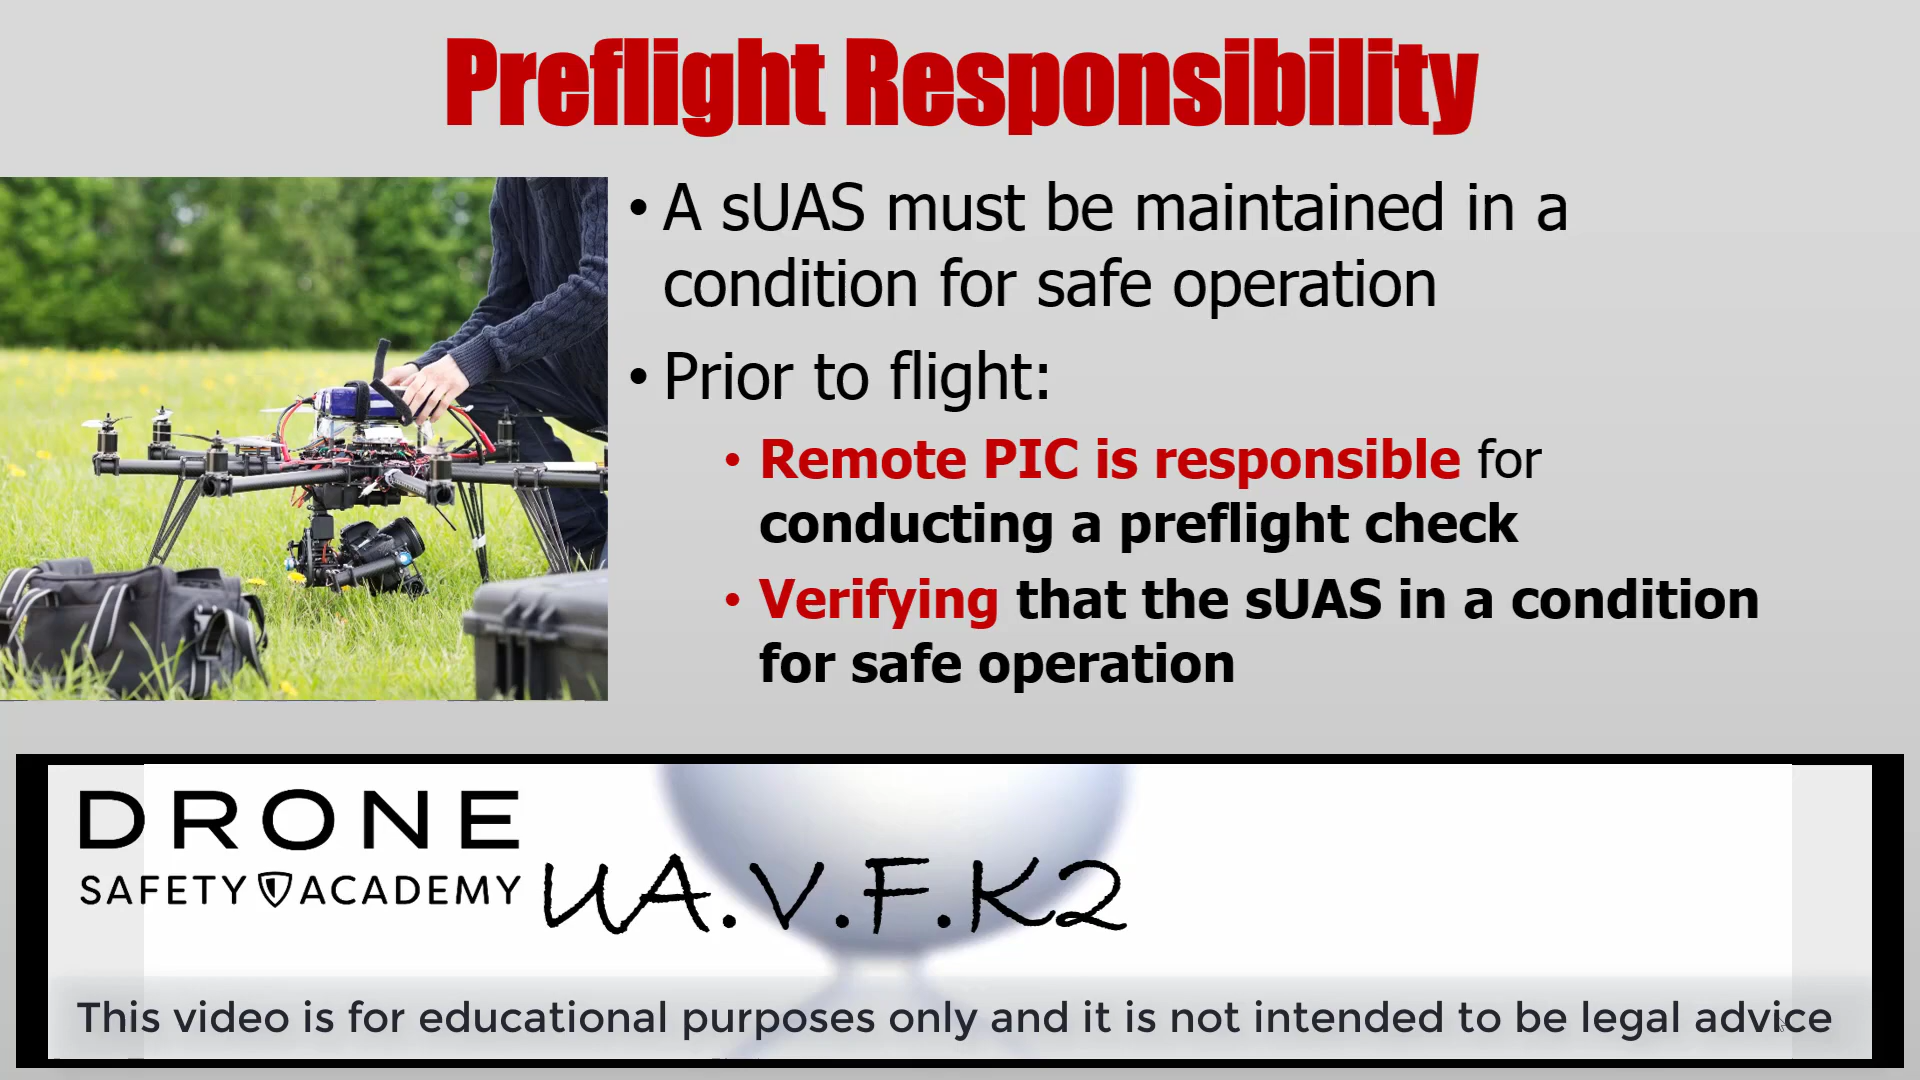 Preflight Responsibility
• A sUAS must be maintained in a
condition for safe operation
• Prior to flight:
• Remote PIC is responsible for
conducting a preflight check
• Verifying that the sUAS in a condition
for safe operation
DRONE
SAFETY ACADEMY
UA.V.F.K2
This video is for educational purposes only and it is not intended to be legal advice